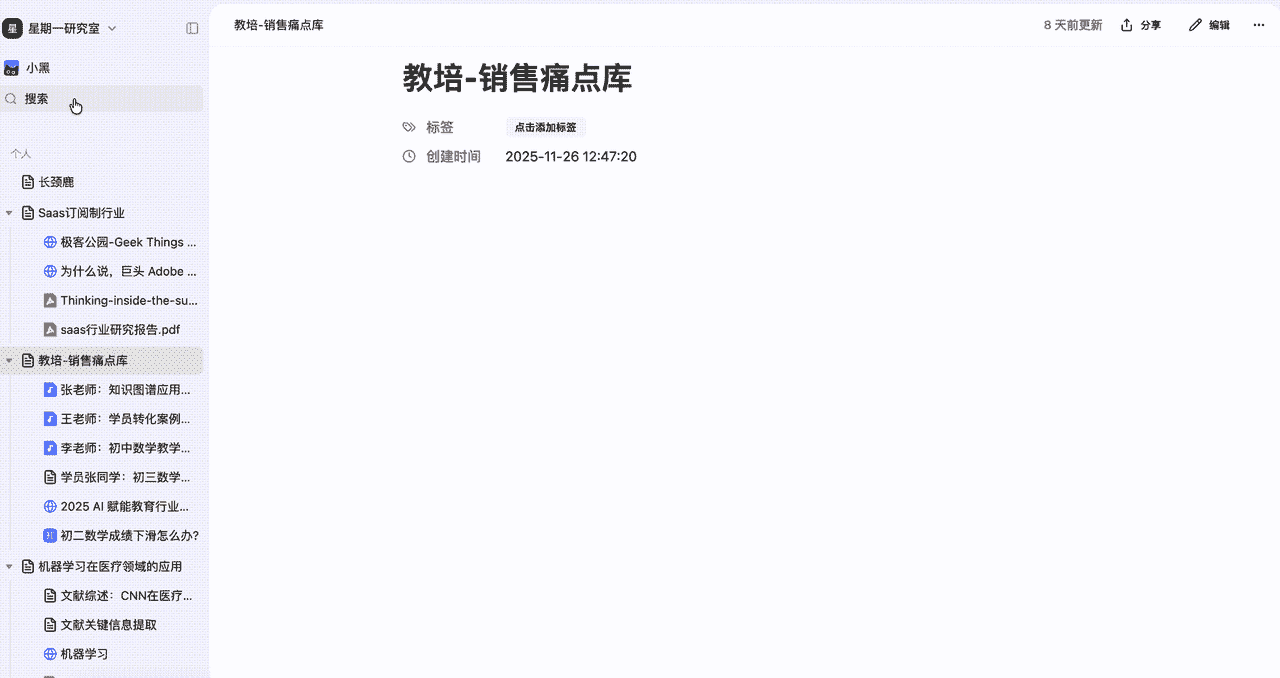 星 星期一研究室
小黑
搜索
个人
长颈鹿
Saas订阅制行业
极客公园-Geek Things ...
为什么说，巨头 Adobe ...
Thinking-inside-the-su...
saas行业研究报告.pdf
教培-销售痛点库
张老师：知识图谱应用...
王老师：学员转化案例...
李老师：初中数学教学...
学员张同学：初三数学...
2025 AI 赋能教育行业...
初二数学成绩下滑怎么办?
机器学习在医疗领域的应用
文献综述：CNN在医疗...
文献关键信息提取
机器学习
教培-销售痛点库
8 天前更新 分享 编辑 ...
教培-销售痛点库
标签 点击添加标签
创建时间 2025-11-26 12:47:20